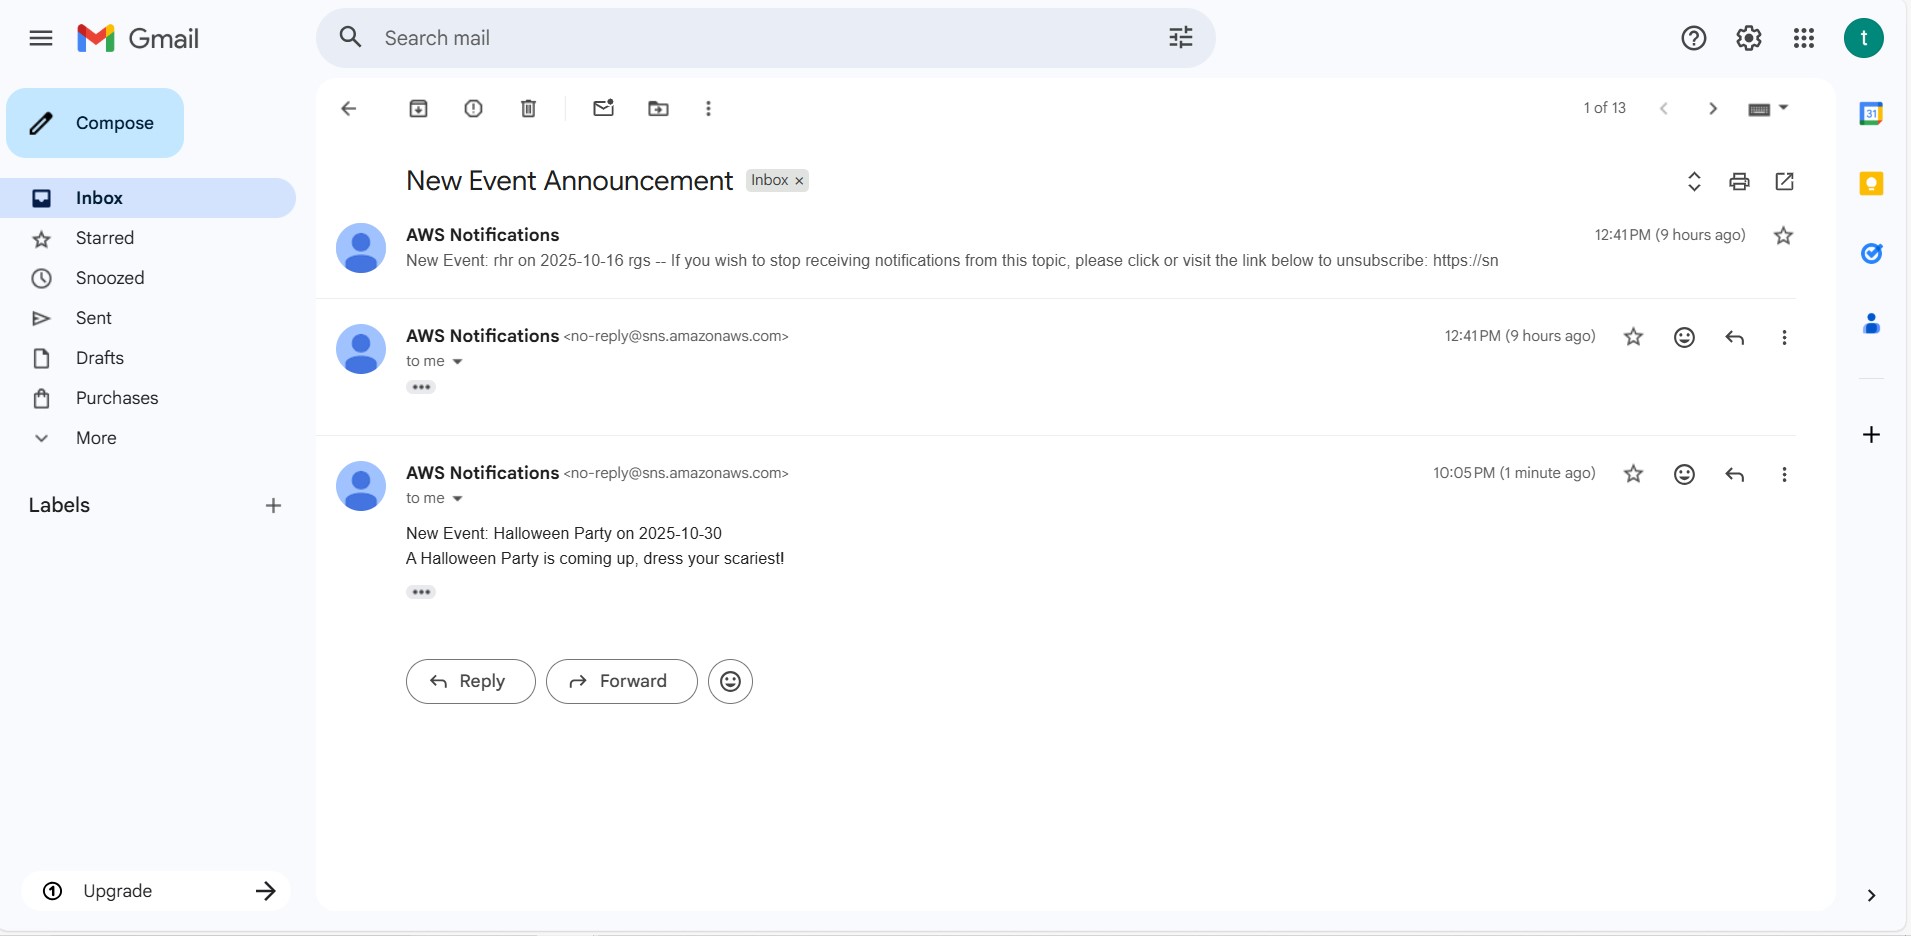 Gmail
Search mail
t
Compose
1 of 13
Inbox
Starred
Snoozed
Sent
Drafts
Purchases
More
Labels
Upgrade
New Event Announcement Inbox ×
AWS Notifications 12:41 PM (9 hours ago)
New Event: rhr on 2025-10-16 rgs -- If you wish to stop receiving notifications from this topic, please click or visit the link below to unsubscribe: https://sn
AWS Notifications <no-reply@sns.amazonaws.com> 12:41 PM (9 hours ago)
to me
AWS Notifications <no-reply@sns.amazonaws.com> 10:05 PM (1 minute ago)
to me
New Event: Halloween Party on 2025-10-30
A Halloween Party is coming up, dress your scariest!
Reply Forward
31